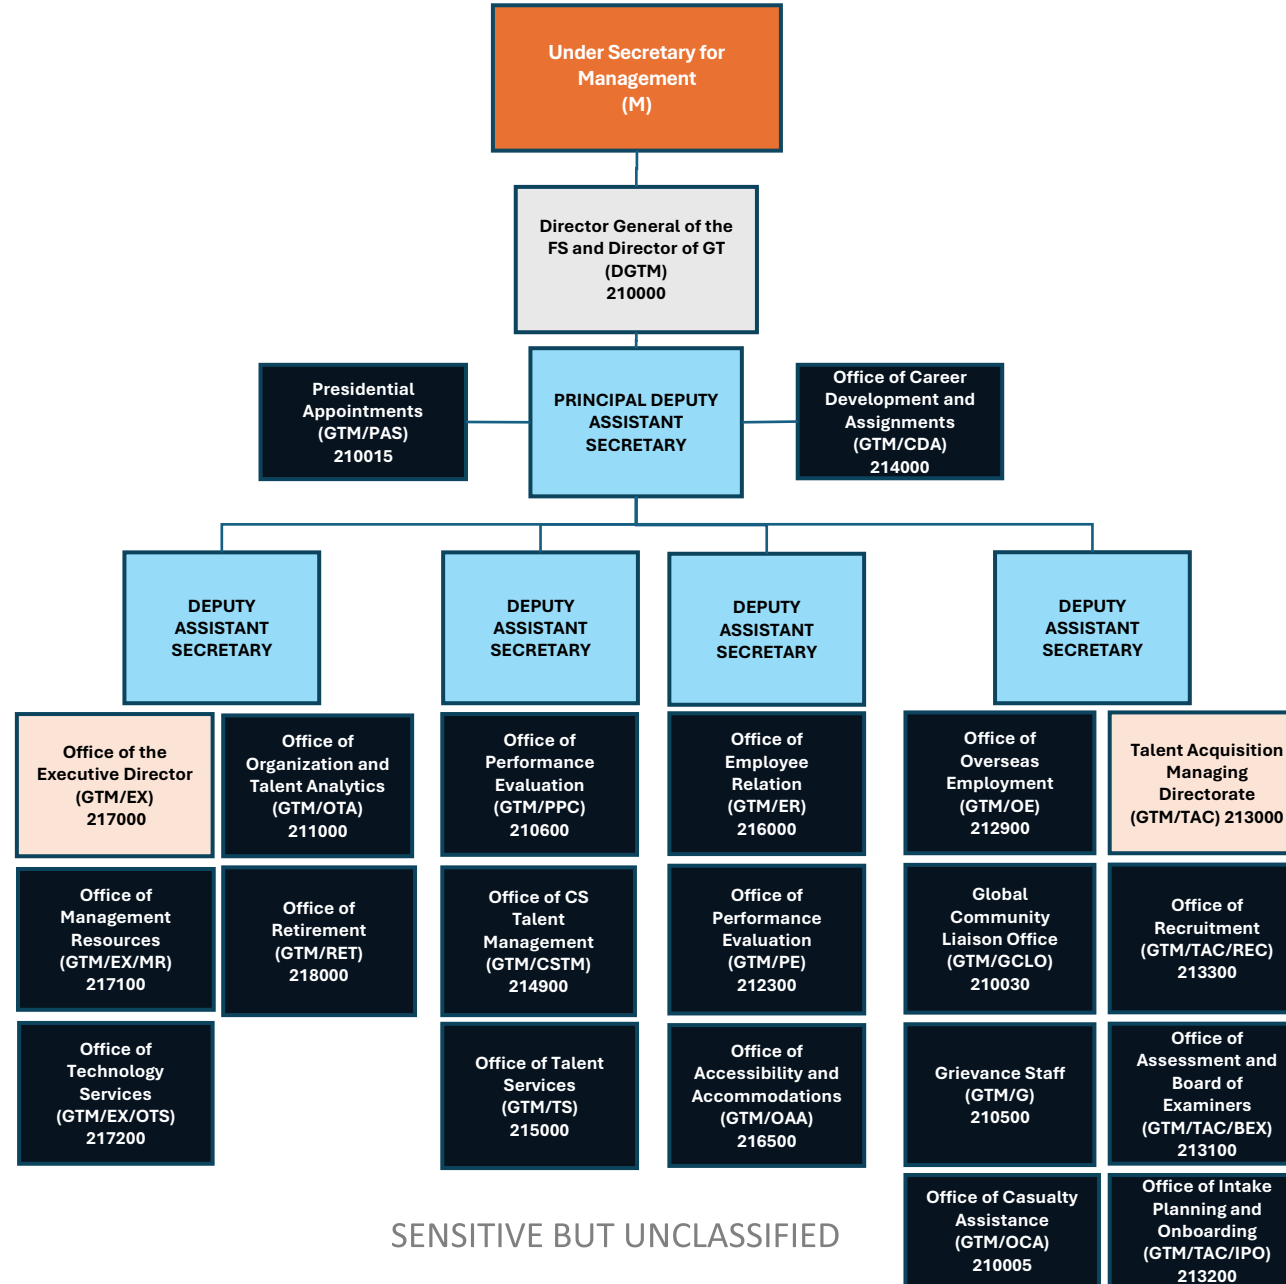 Under Secretary for
Management
(M)
Director General of the
FS and Director of GT
(DGTM)
210000
Presidential
Appointments
(GTM/PAS)
210015
PRINCIPAL DEPUTY
ASSISTANT
SECRETARY
Office of Career
Development and
Assignments
(GTM/CDA)
214000
DEPUTY
ASSISTANT
SECRETARY
DEPUTY
ASSISTANT
SECRETARY
DEPUTY
ASSISTANT
SECRETARY
DEPUTY
ASSISTANT
SECRETARY
Office of the
Executive Director
(GTM/EX)
217000
Office of
Organization and
Talent Analytics
(GTM/OTA)
211000
Office of
Performance
Evaluation
(GTM/PPC)
210600
Office of
Employee
Relation
(GTM/ER)
216000
Office of
Overseas
Employment
(GTM/OE)
212900
Talent Acquisition
Managing
Directorate
(GTM/TAC) 213000
Office of
Management
Resources
(GTM/EX/MR)
217100
Office of
Retirement
(GTM/RET)
218000
Office of CS
Talent
Management
(GTM/CSTM)
214900
Office of
Performance
Evaluation
(GTM/PE)
212300
Global
Community
Liaison Office
(GTM/GCLO)
210030
Office of
Recruitment
(GTM/TAC/REC)
213300
Office of
Technology
Services
(GTM/EX/OTS)
217200
Office of Talent
Services
(GTM/TS)
215000
Office of
Accessibility and
Accommodations
(GTM/OAA)
216500
Grievance Staff
(GTM/G)
210500
Office of
Assessment and
Board of
Examiners
(GTM/TAC/BEX)
213100
Office of Casualty
Assistance
(GTM/OCA)
210005
Office of Intake
Planning and
Onboarding
(GTM/TAC/IPO)
213200
SENSITIVE BUT UNCLASSIFIED